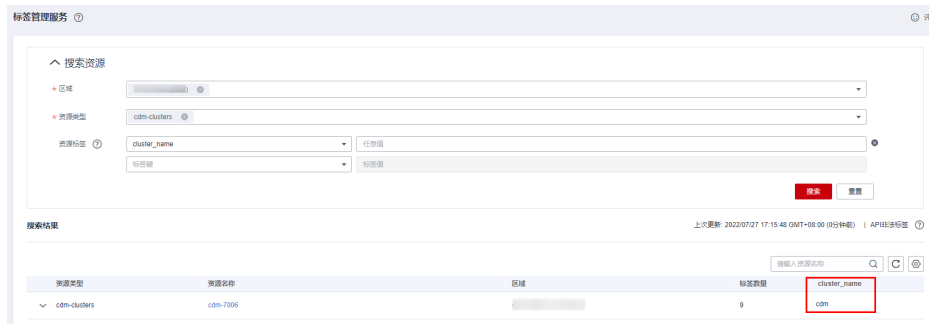 标签管理服务 ?
评
搜索资源
* 区域
* 资源类型 cdm-clusters
资源标签 ? cluster_name 任意值
标签键 标签值
搜索 重置
搜索结果 上次更新: 2022/07/27 17:15:48 GMT+08:00 (0分钟前) | API非法标签 ?
请输入资源名称
资源类型 资源名称 区域 标签数量 cluster_name
cdm-clusters cdm-7006 9 cdm